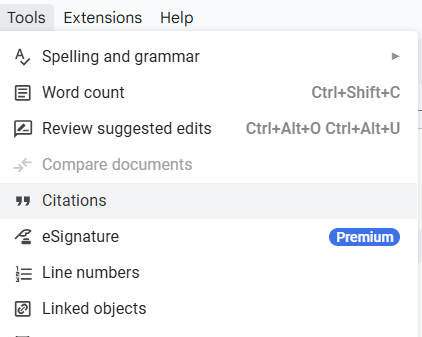 Tools Extensions Help
Spelling and grammar
Word count Ctrl+Shift+C
Review suggested edits Ctrl+Alt+O Ctrl+Alt+U
Compare documents
Citations
eSignature Premium
Line numbers
Linked objects